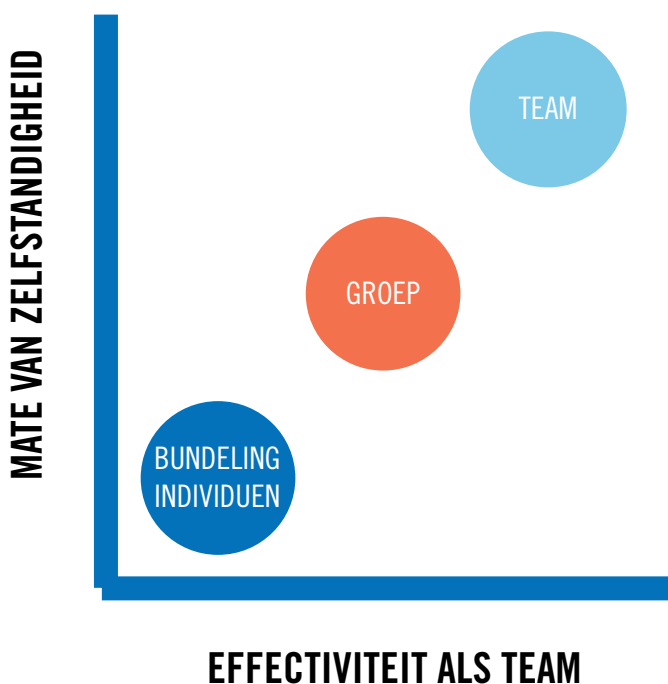 MATE VAN ZELFSTANDIGHEID
TEAM
GROEP
BUNDELING
INDIVIDUEN
EFFECTIVITEIT ALS TEAM